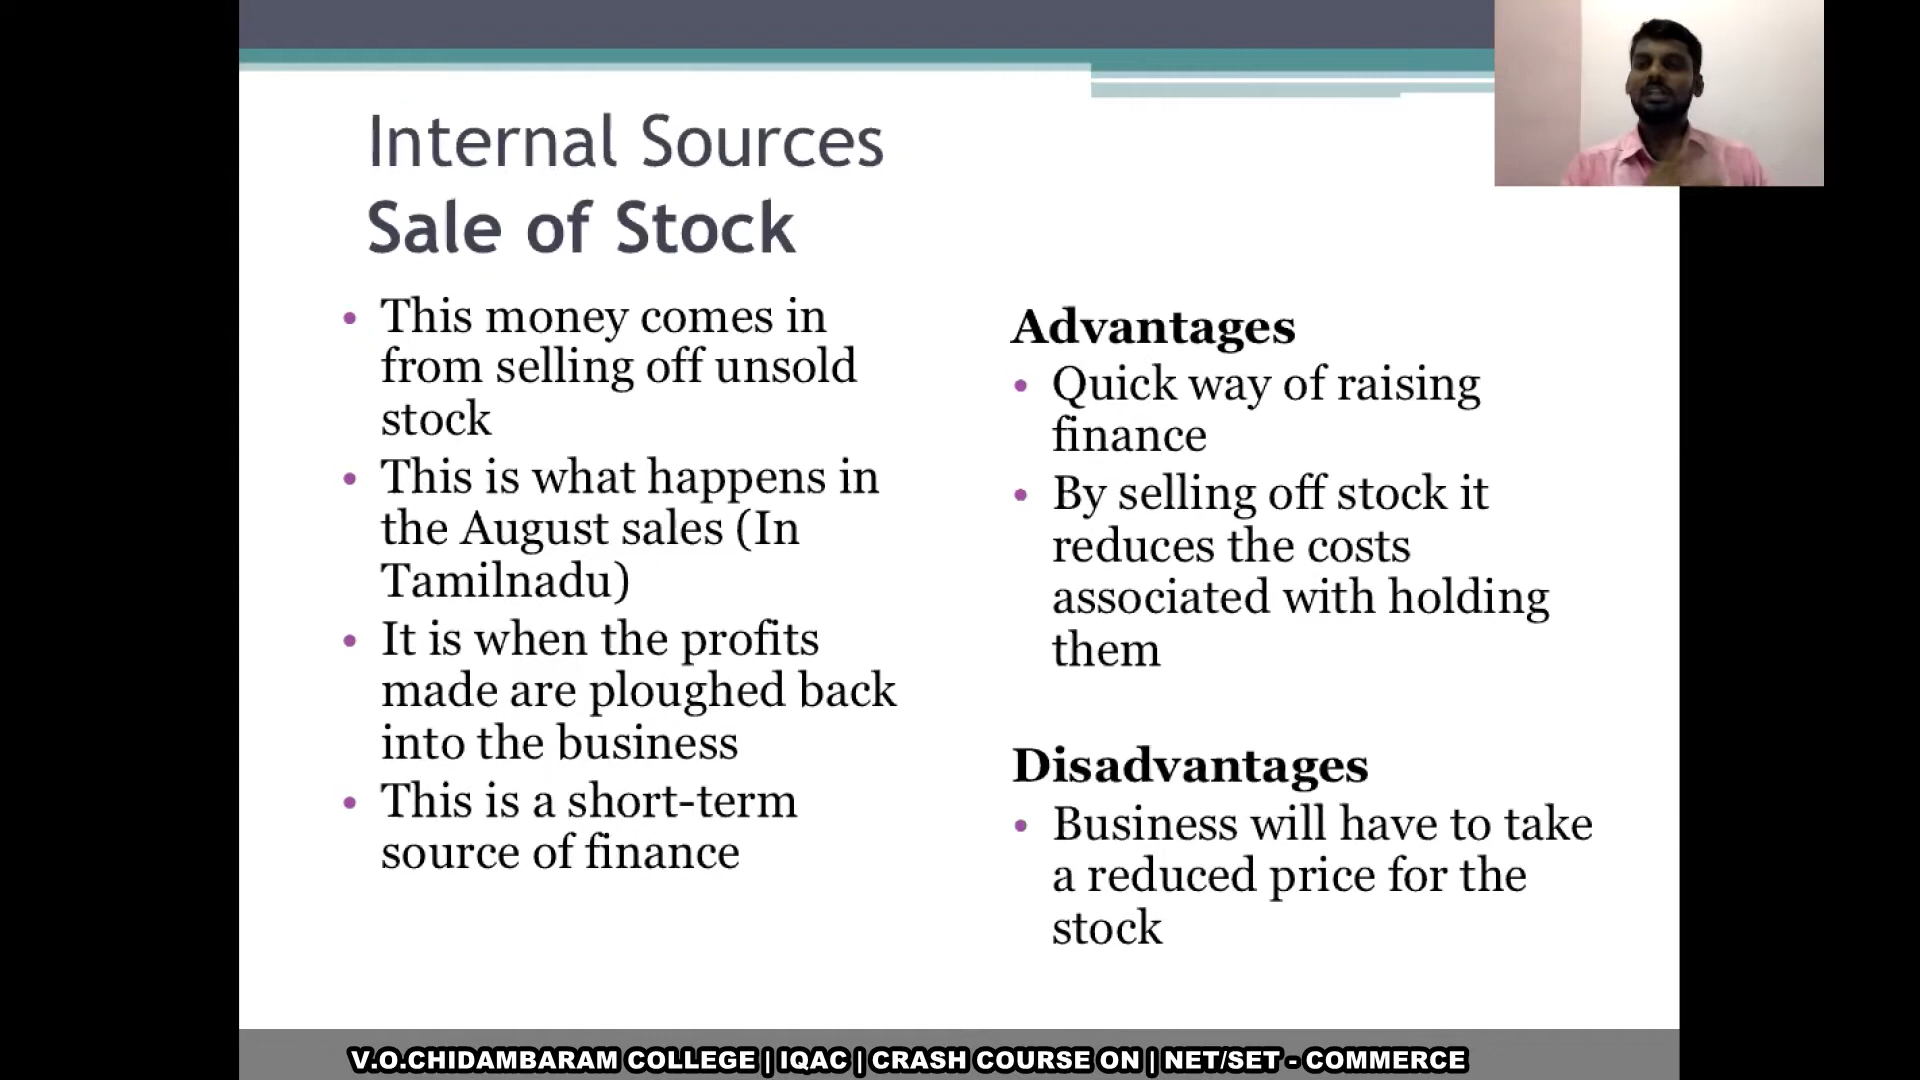 Internal Sources
Sale of Stock
• This money comes in
from selling off unsold
stock
• This is what happens in
the August sales (In
Tamilnadu)
• It is when the profits
made are ploughed back
into the business
• This is a short-term
source of finance
Advantages
• Quick way of raising
finance
• By selling off stock it
reduces the costs
associated with holding
them
Disadvantages
• Business will have to take
a reduced price for the
stock
V.O.CHIDAMBARAM COLLEGE | IQAC | CRASH COURSE ON | NET/SET - COMMERCE